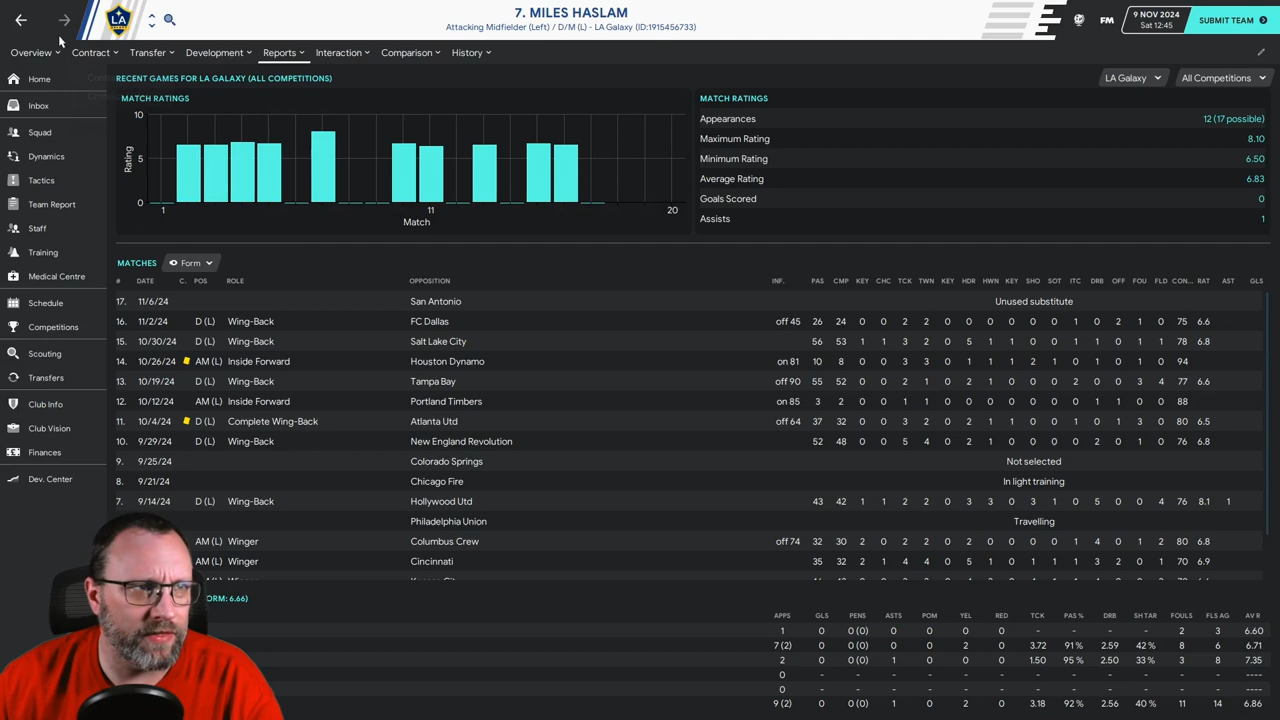 7. MILES HASLAM
Attacking Midfielder (Left) / D/M (L) - LA Galaxy (ID:1915456733)
LA
FM
9 NOV 2024
Sat 12:45
SUBMIT TEAM
Overview Contract Transfer Development Reports Interaction Comparison History
Home
Inbox
Squad
Dynamics
Tactics
Team Report
Staff
Training
Medical Centre
Schedule
Competitions
Scouting
Transfers
Club Info
Club Vision
Finances
Dev. Center
RECENT GAMES FOR LA GALAXY (ALL COMPETITIONS)
LA Galaxy All Competitions
MATCH RATINGS
10
5
0
Rating
1 11 20
Match
MATCH RATINGS
Appearances 12 (17 possible)
Maximum Rating 8.10
Minimum Rating 6.50
Average Rating 6.83
Goals Scored 0
Assists 1
MATCHES Form
# DATE C. POS ROLE OPPOSITION INF. PAS CMP KEY CHC TCK TWN KEY HDR HWN KEY SHO SOT ITC DRB OFF FOU FLD CON... RAT AST GLS
17. 11/6/24 San Antonio Unused substitute
16. 11/2/24 D (L) Wing-Back FC Dallas off 45 26 24 0 0 2 2 0 0 0 0 0 0 1 0 2 1 0 75 6.6
15. 10/30/24 D (L) Wing-Back Salt Lake City 56 53 1 1 3 2 0 5 1 1 0 0 0 1 0 0 1 78 6.8
14. 10/26/24 AM (L) Inside Forward Houston Dynamo on 81 10 8 0 0 3 3 0 1 1 1 2 1 0 1 0 1 0 94
13. 10/19/24 D (L) Wing-Back Tampa Bay off 90 55 52 0 0 2 1 0 2 1 0 0 0 2 0 0 3 4 77 6.6
12. 10/12/24 AM (L) Inside Forward Portland Timbers on 85 3 2 0 0 1 1 0 0 0 0 0 0 0 1 1 0 0 88
11. 10/4/24 D (L) Complete Wing-Back Atlanta Utd off 64 37 32 0 0 3 2 0 2 1 1 0 0 0 1 0 3 0 80 6.5
10. 9/29/24 D (L) Wing-Back New England Revolution 52 48 0 0 5 4 0 2 1 0 0 0 0 2 0 0 1 76 6.8
9. 9/25/24 Colorado Springs Not selected
8. 9/21/24 Chicago Fire In light training
7. 9/14/24 D (L) Wing-Back Hollywood Utd 43 42 1 1 2 2 0 3 3 0 3 1 0 5 0 0 4 76 8.1 1
Philadelphia Union Travelling
AM (L) Winger Columbus Crew off 74 32 30 2 0 2 2 0 2 0 0 0 0 1 4 0 1 2 80 6.8
AM (L) Winger Cincinnati 35 32 2 1 4 4 0 5 1 0 1 1 1 3 2 0 1 70 6.9
ORM: 6.66)
APPS GLS PENS ASTS POM YEL RED TCK PAS % DRB SH TAR FOULS FLS AG AV R
1 0 0 (0) 0 0 0 0 - - - - 2 3 6.60
7 (2) 0 0 (0) 0 0 2 0 3.72 91 % 2.59 42 % 8 6 6.71
2 0 0 (0) 1 0 0 0 1.50 95 % 2.50 33 % 3 8 7.35
0 - - - - - - - - - - - - ----
0 - - - - - - - - - - - - ----
9 (2) 0 0 (0) 1 0 2 0 3.18 92 % 2.56 40 % 11 14 6.86